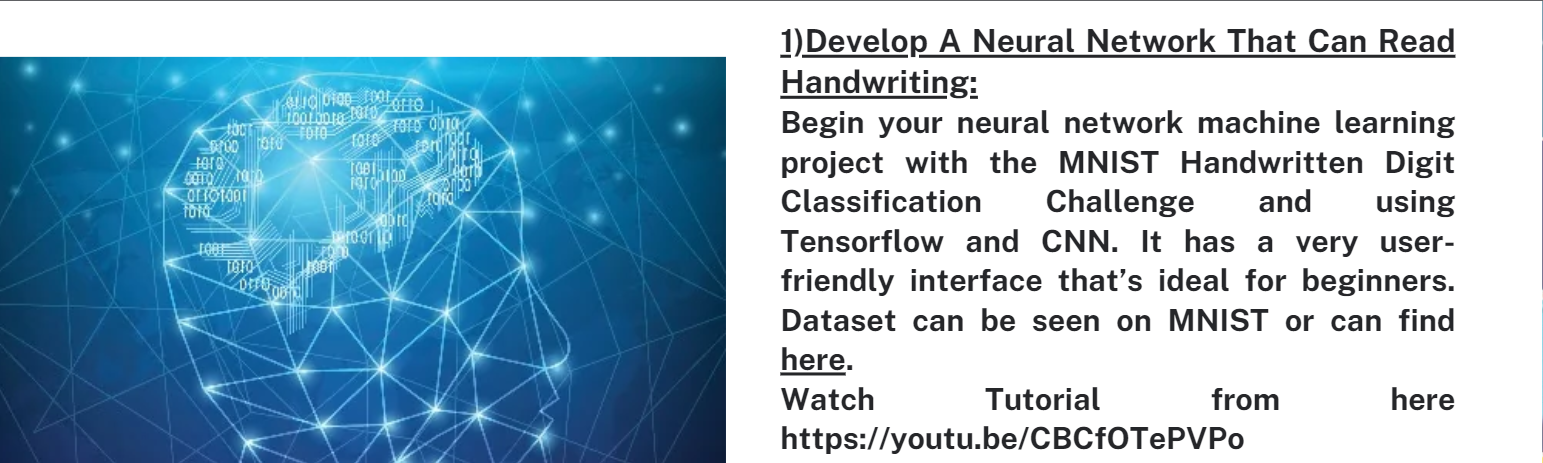 1)Develop A Neural Network That Can Read
Handwriting:
Begin your neural network machine learning
project with the MNIST Handwritten Digit
Classification Challenge and using
Tensorflow and CNN. It has a very user-
friendly interface that’s ideal for beginners.
Dataset can be seen on MNIST or can find
here.
Watch Tutorial from here
https://youtu.be/CBCfOTePVPo